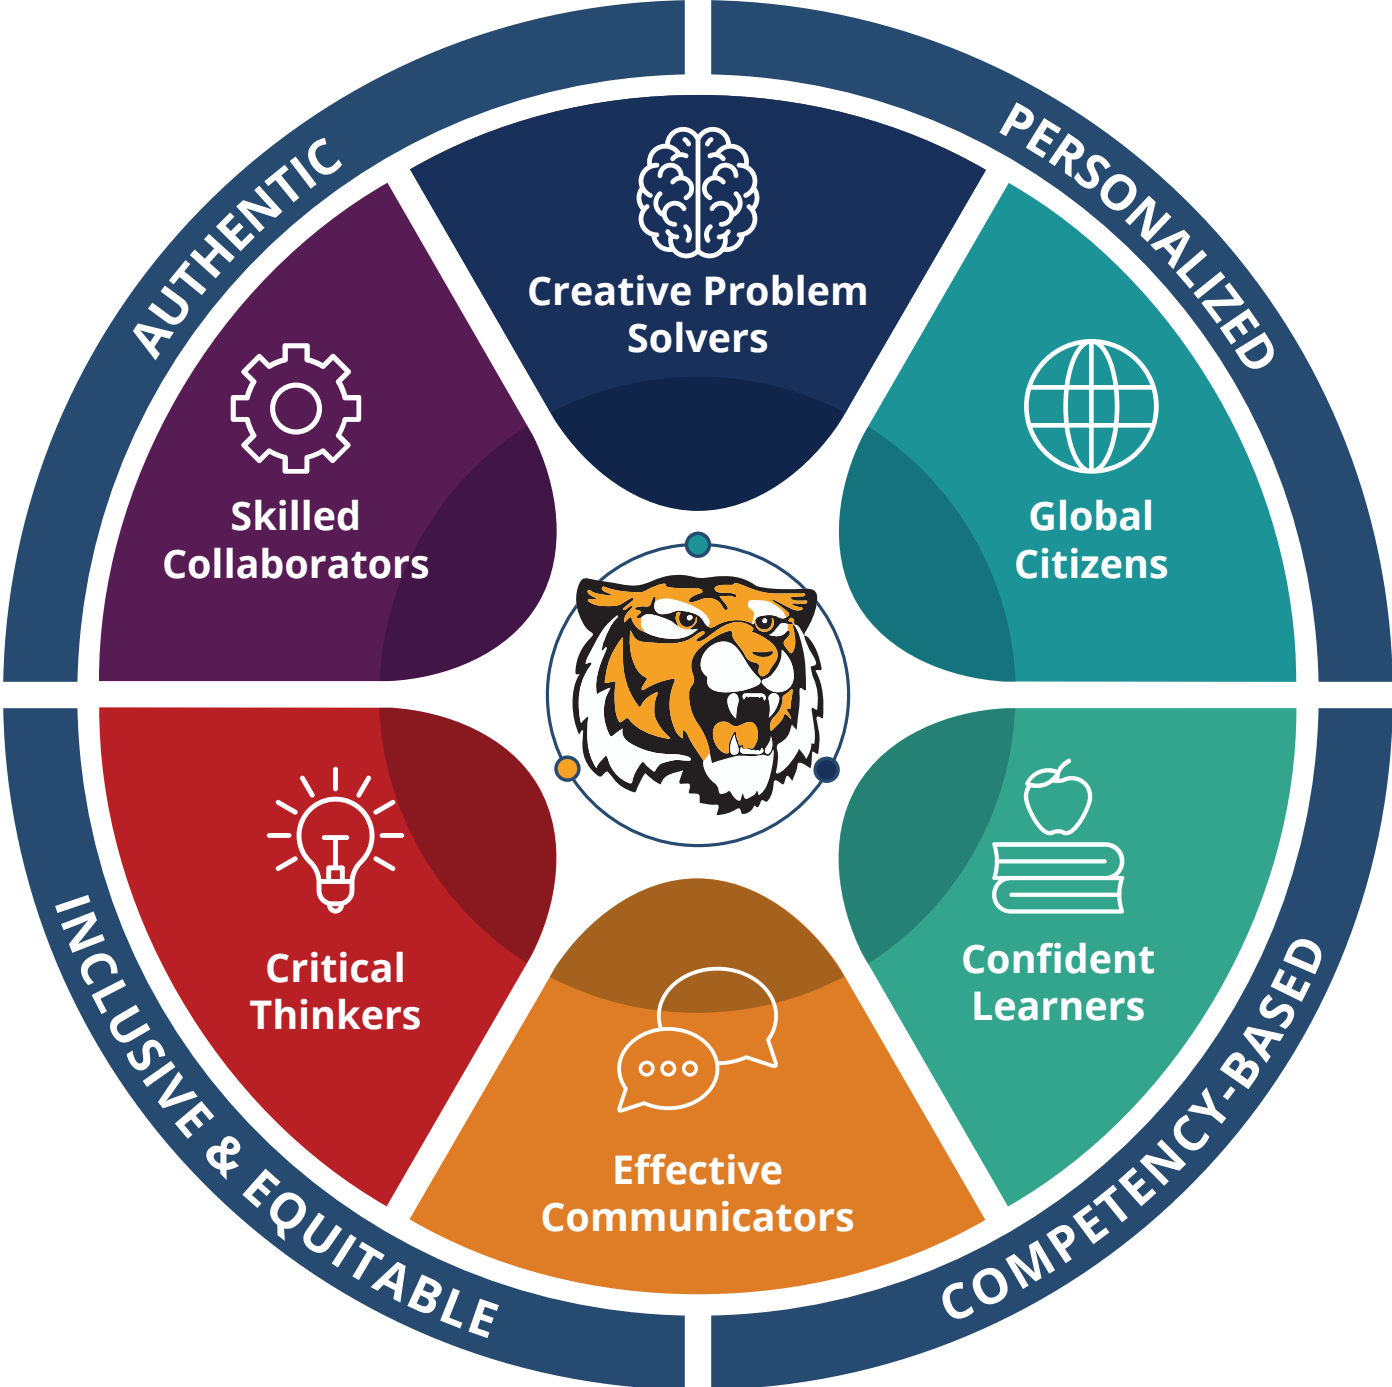 AUTHENTIC
PERSONALIZED
Creative Problem
Solvers
Skilled
Collaborators
Global
Citizens
Critical
Thinkers
Confident
Learners
Effective
Communicators
INCLUSIVE & EQUITABLE
COMPETENCY-BASED